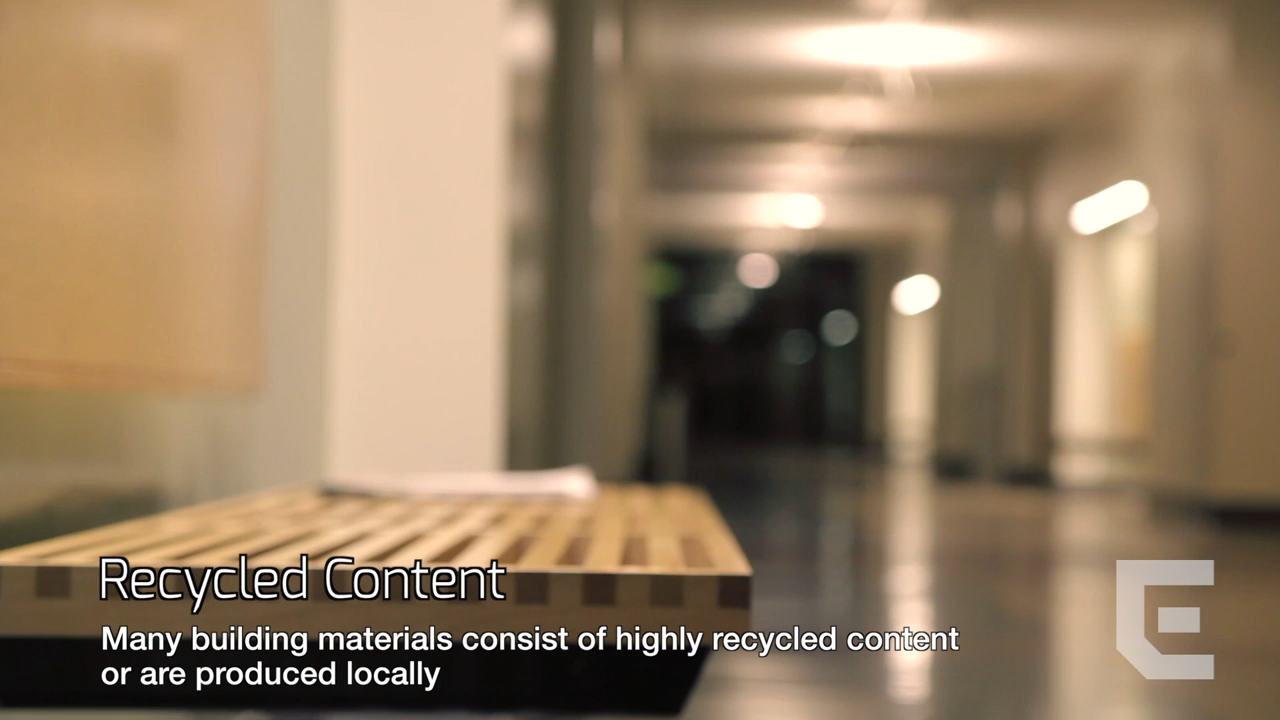 Recycled Content
Many building materials consist of highly recycled content
or are produced locally